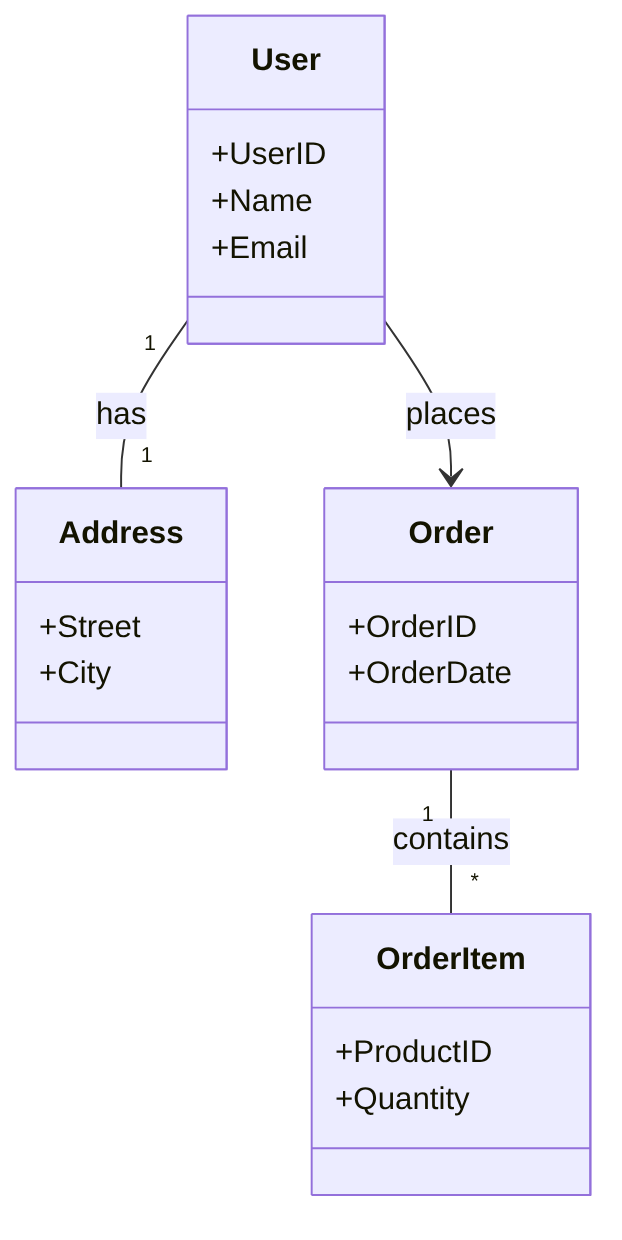 User
+UserID
+Name
+Email
1
has
places
1
Address
+Street
+City
Order
+OrderID
+OrderDate
1
contains
*
OrderItem
+ProductID
+Quantity